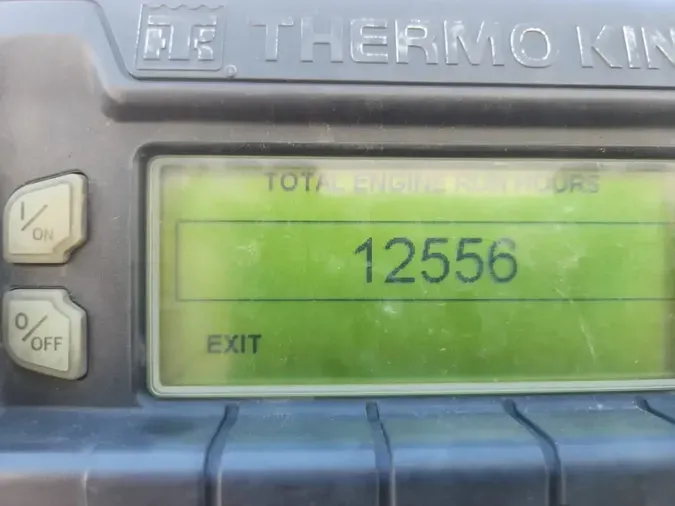 THERMO KIN
TOTAL ENGINE RUN HOURS
I/ON
12556
O/OFF
EXIT